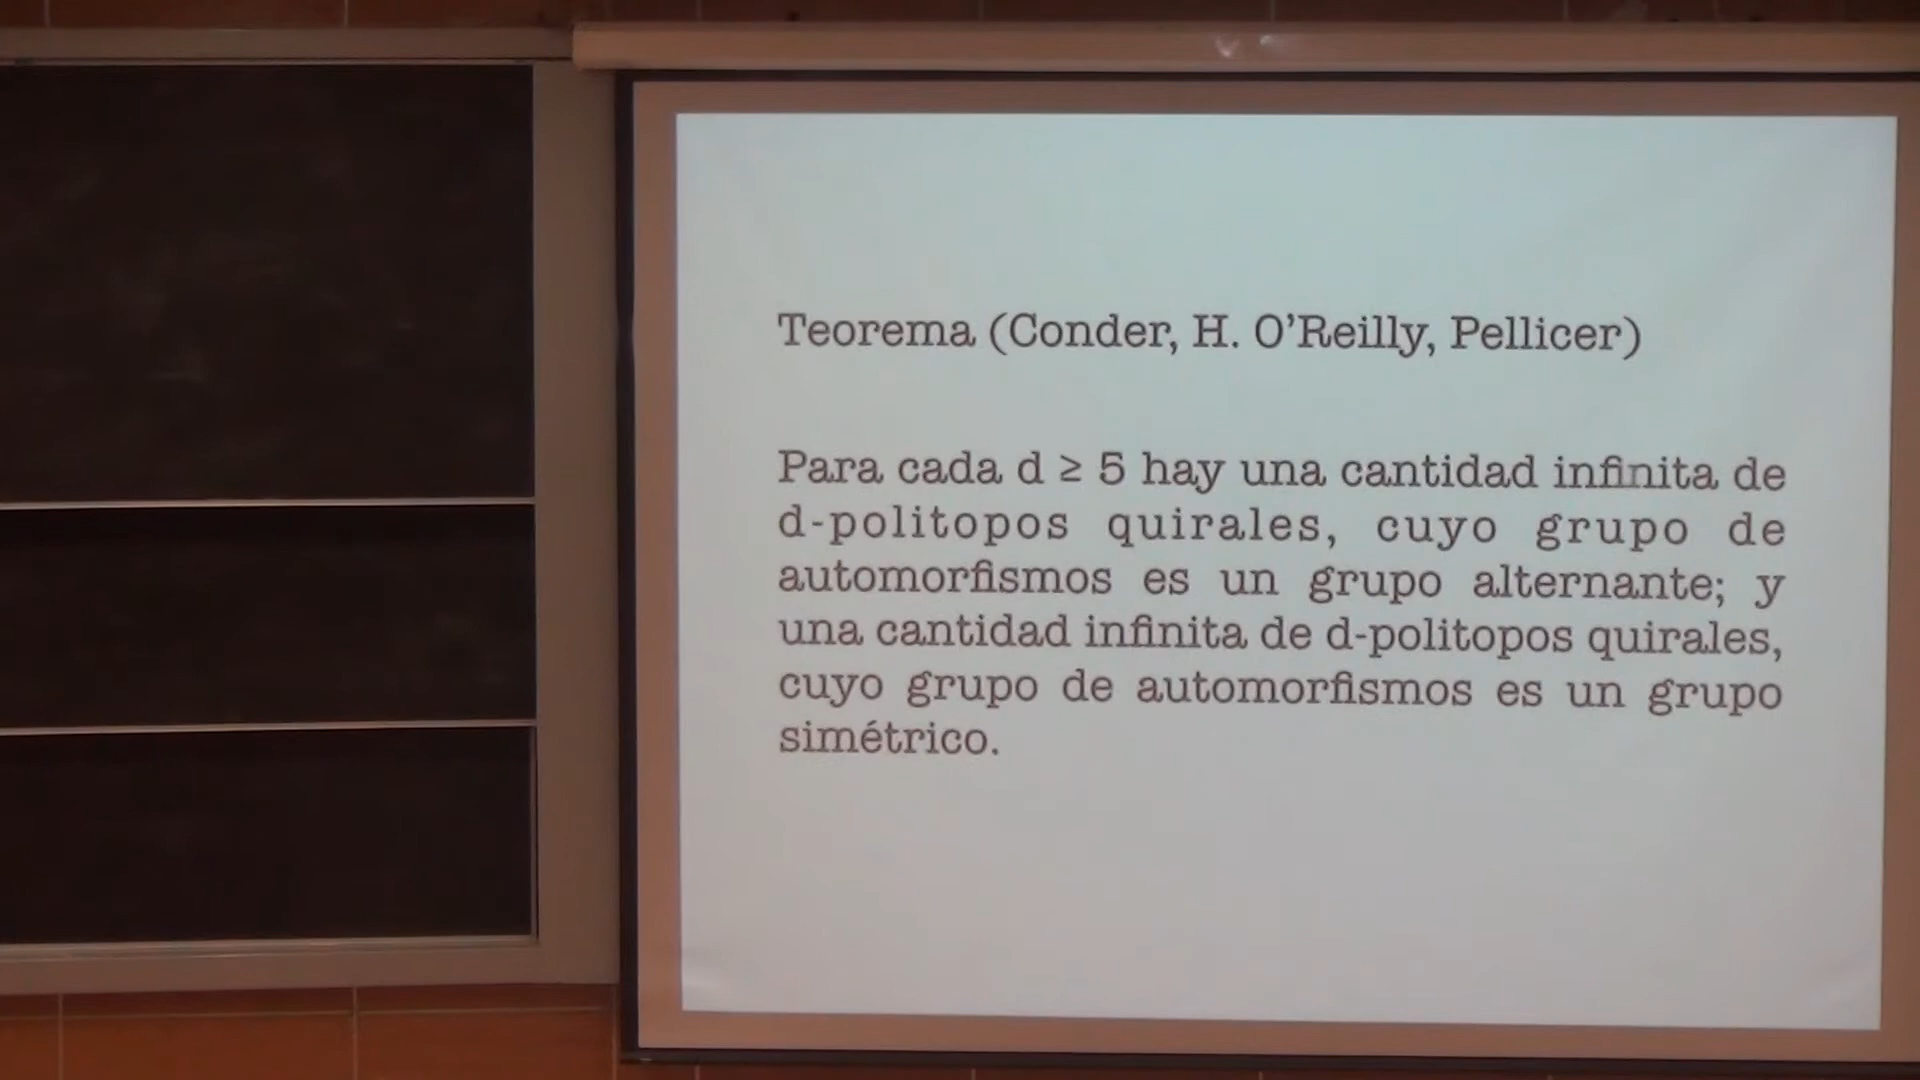 Teorema (Conder, H. O'Reilly, Pellicer)
Para cada d ≥ 5 hay una cantidad infinita de
d-politopos quirales, cuyo grupo de
automorfismos es un grupo alternante; y
una cantidad infinita de d-politopos quirales,
cuyo grupo de automorfismos es un grupo
simétrico.